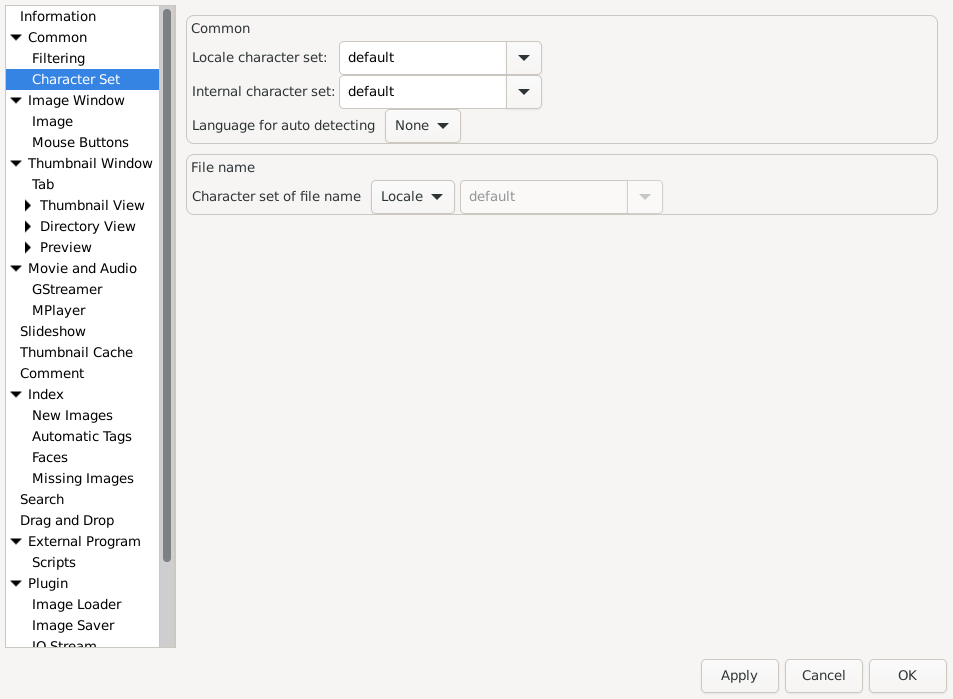 Information
Common
Filtering
Character Set
Image Window
Image
Mouse Buttons
Thumbnail Window
Tab
Thumbnail View
Directory View
Preview
Movie and Audio
GStreamer
MPlayer
Slideshow
Thumbnail Cache
Comment
Index
New Images
Automatic Tags
Faces
Missing Images
Search
Drag and Drop
External Program
Scripts
Plugin
Image Loader
Image Saver
IO Stream
Common
Locale character set: default
Internal character set: default
Language for auto detecting None
File name
Character set of file name Locale default
Apply Cancel OK